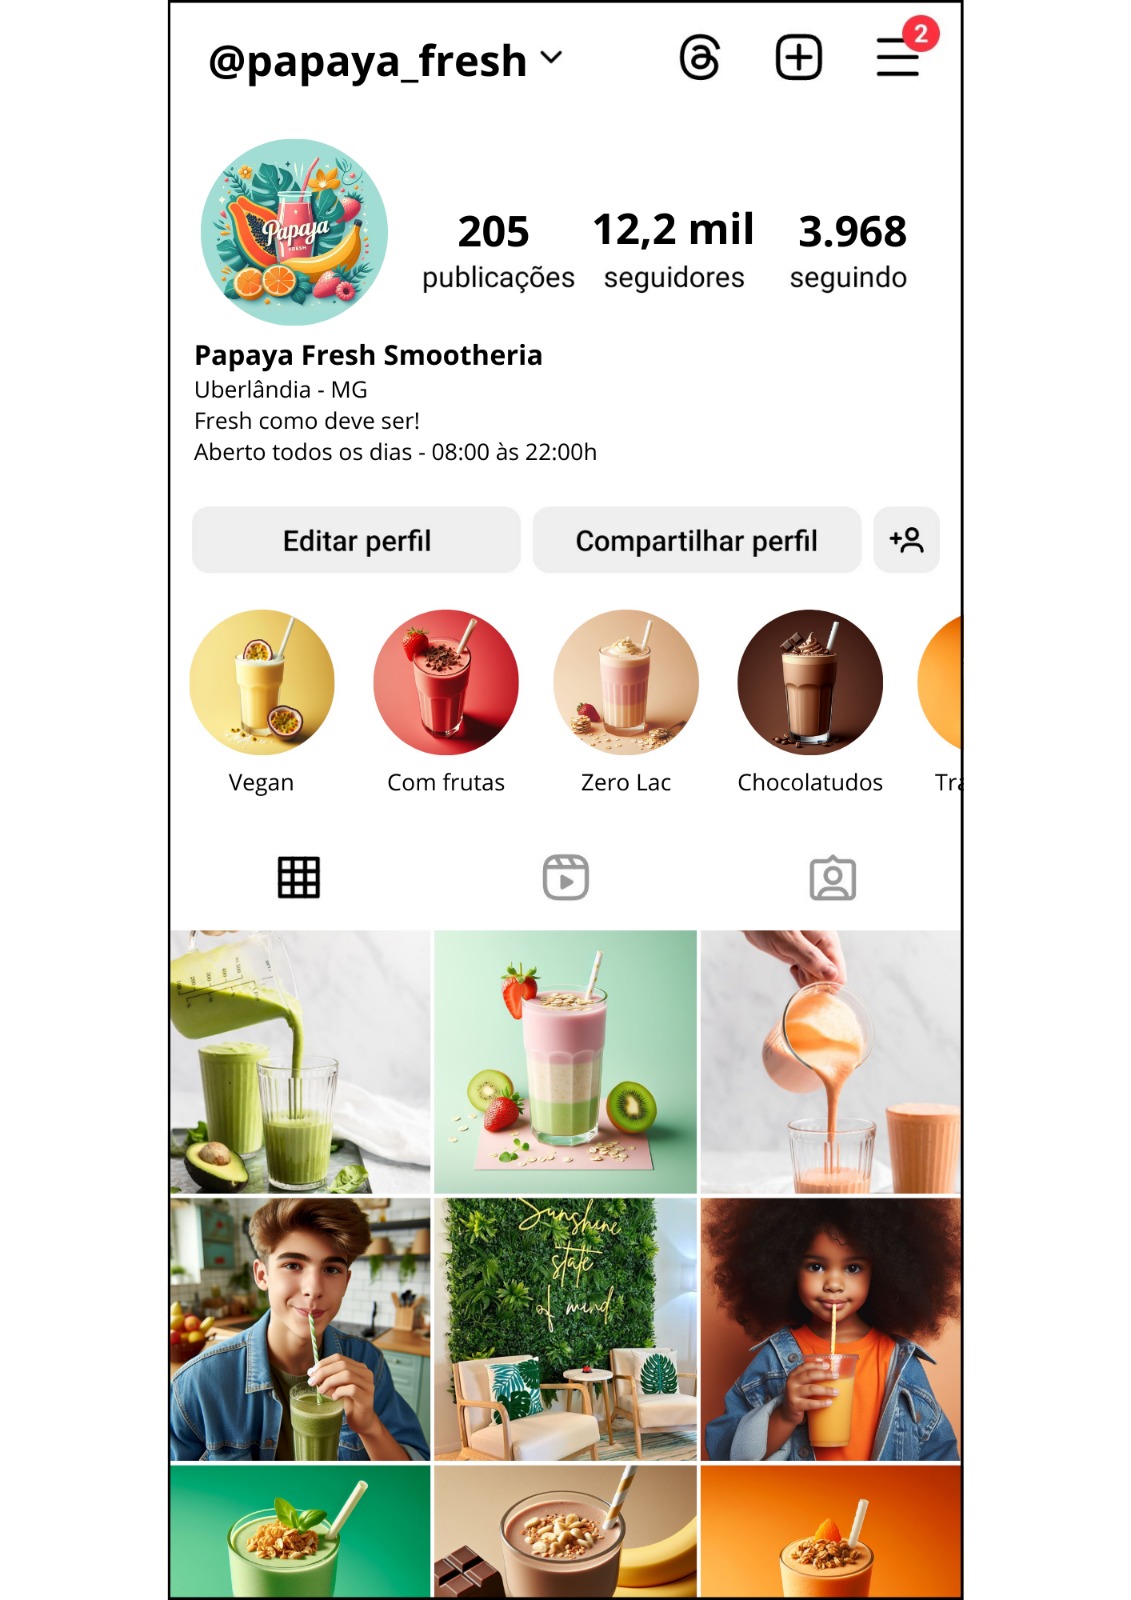 @papaya_fresh
2
Papaya
FRESH
205
publicações
12,2 mil
seguidores
3.968
seguindo
Papaya Fresh Smootheria
Uberlândia - MG
Fresh como deve ser!
Aberto todos os dias - 08:00 às 22:00h
Editar perfil
Compartilhar perfil
Vegan
Com frutas
Zero Lac
Chocolatudos
Sunshine
state
of mind